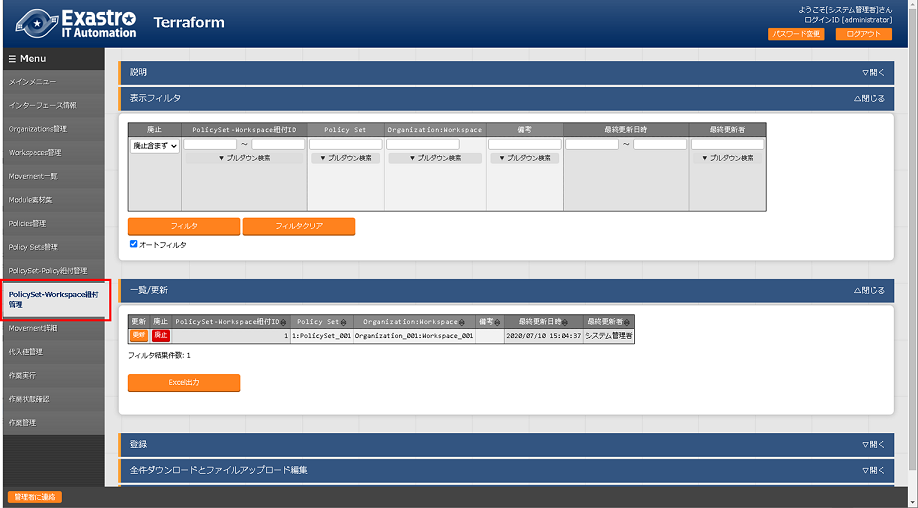 Exastro
IT Automation
Terraform
ようこそ[システム管理者]さん
ログインID [administrator]
パスワード変更
ログアウト
☰ Menu
メインメニュー
インターフェース情報
Organizations管理
Workspaces管理
Movement一覧
Module素材集
Policies管理
Policy Sets管理
PolicySet-Policy紐付管理
PolicySet-Workspace紐付
管理
Movement詳細
代入値管理
作業実行
作業状態確認
作業管理
管理者に連絡
説明
▽開く
表示フィルタ
△閉じる
廃止 PolicySet-Workspace紐付ID Policy Set Organization:Workspace 備考 最終更新日時 最終更新者
廃止含まず ～ ～
▼ プルダウン検索 ▼ プルダウン検索 ▼ プルダウン検索 ▼ プルダウン検索 ▼ プルダウン検索
フィルタ フィルタクリア
オートフィルタ
一覧/更新
△閉じる
更新 廃止 PolicySet-Workspace紐付ID Policy Set Organization:Workspace 備考 最終更新日時 最終更新者
更新 廃止 1 1:PolicySet_001 Organization_001:Workspace_001 2020/07/10 15:04:37 システム管理者
フィルタ結果件数: 1
Excel出力
登録
▽開く
全件ダウンロードとファイルアップロード編集
▽開く